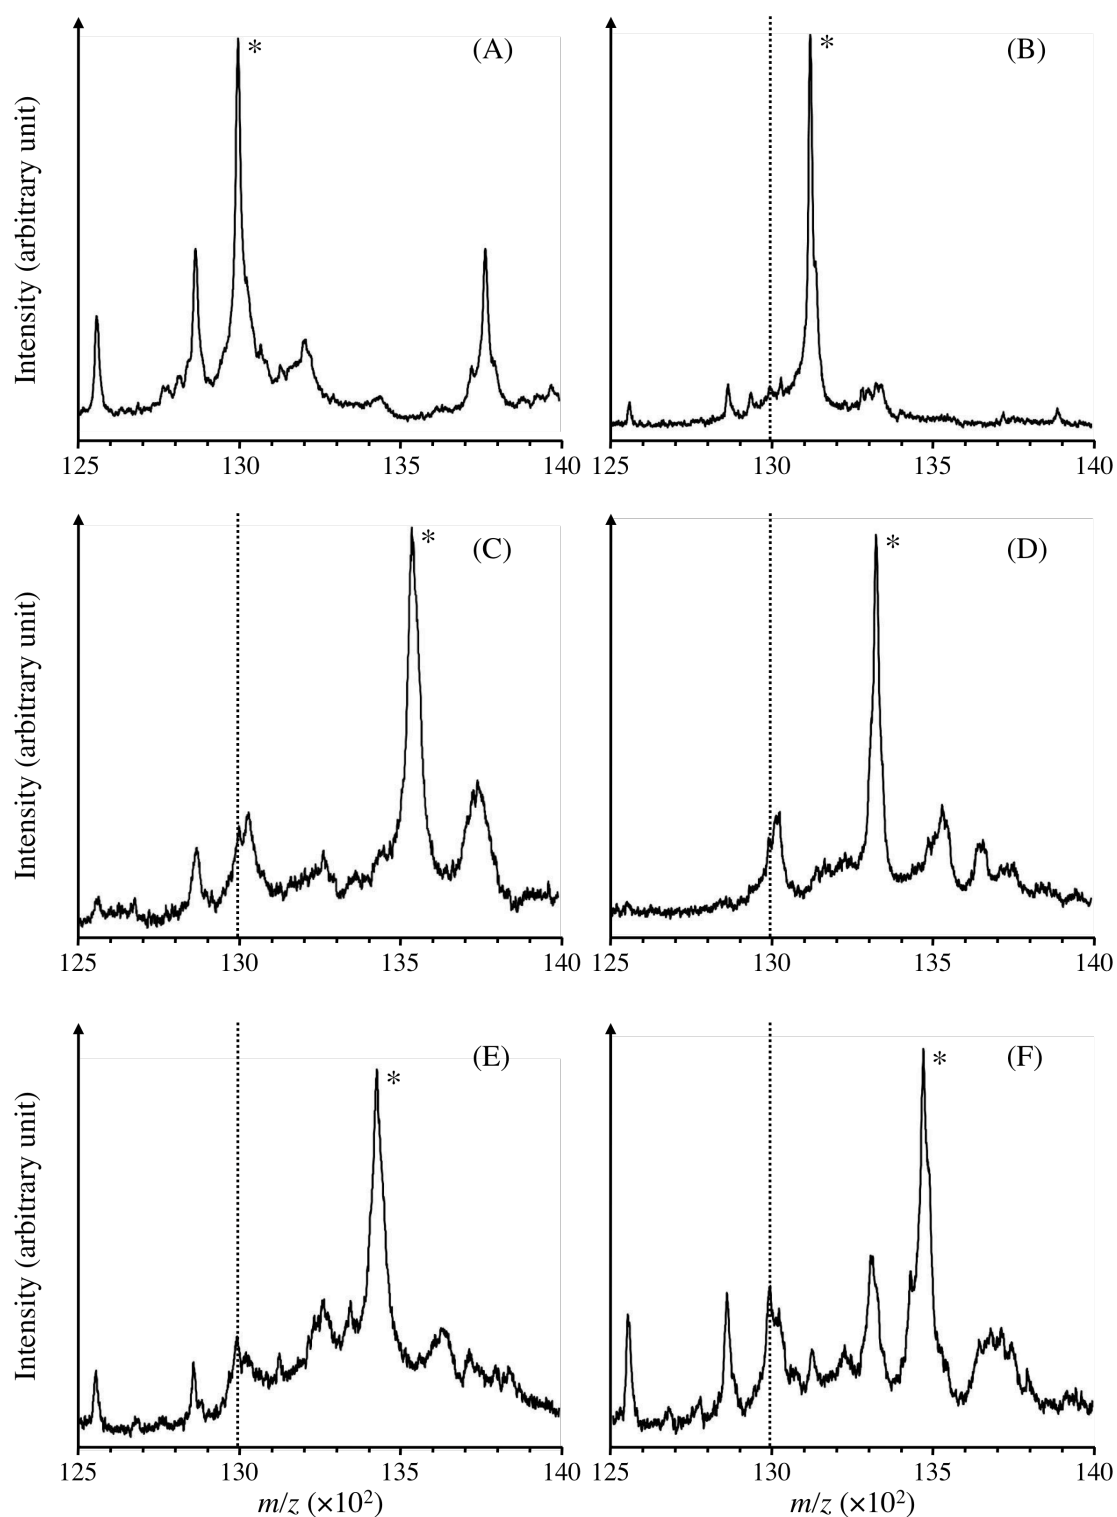 (A)
*
Intensity (arbitrary unit)
125 130 135 140
(B)
*
125 130 135 140
(C)
*
Intensity (arbitrary unit)
125 130 135 140
(D)
*
125 130 135 140
(E)
*
Intensity (arbitrary unit)
125 130 135 140
m/z (×10²)
(F)
*
125 130 135 140
m/z (×10²)